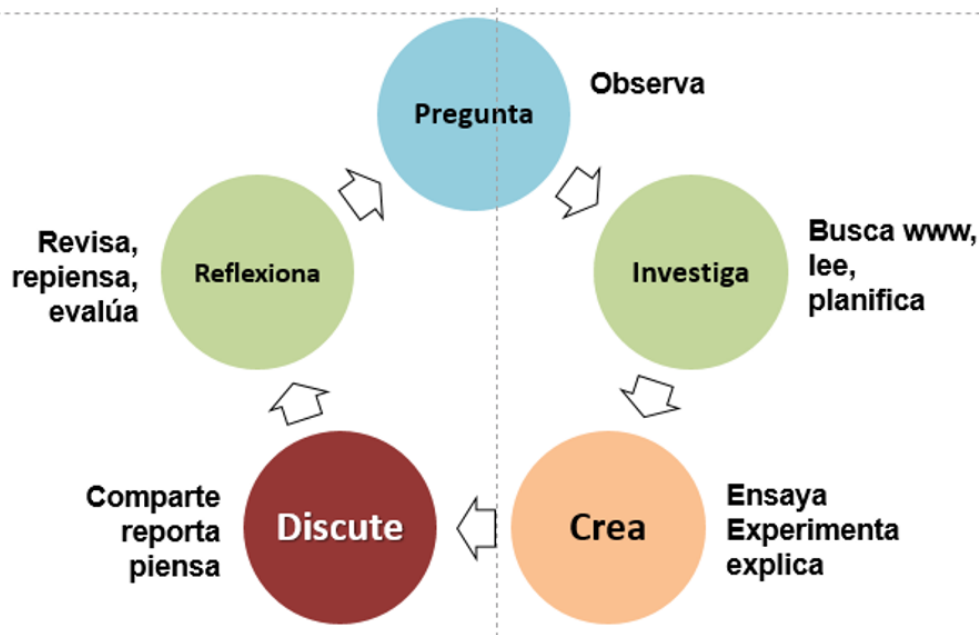 Pregunta
Observa
Investiga
Busca www,
lee,
planifica
Crea
Ensaya
Experimenta
explica
Discute
Comparte
reporta
piensa
Reflexiona
Revisa,
repiensa,
evalúa